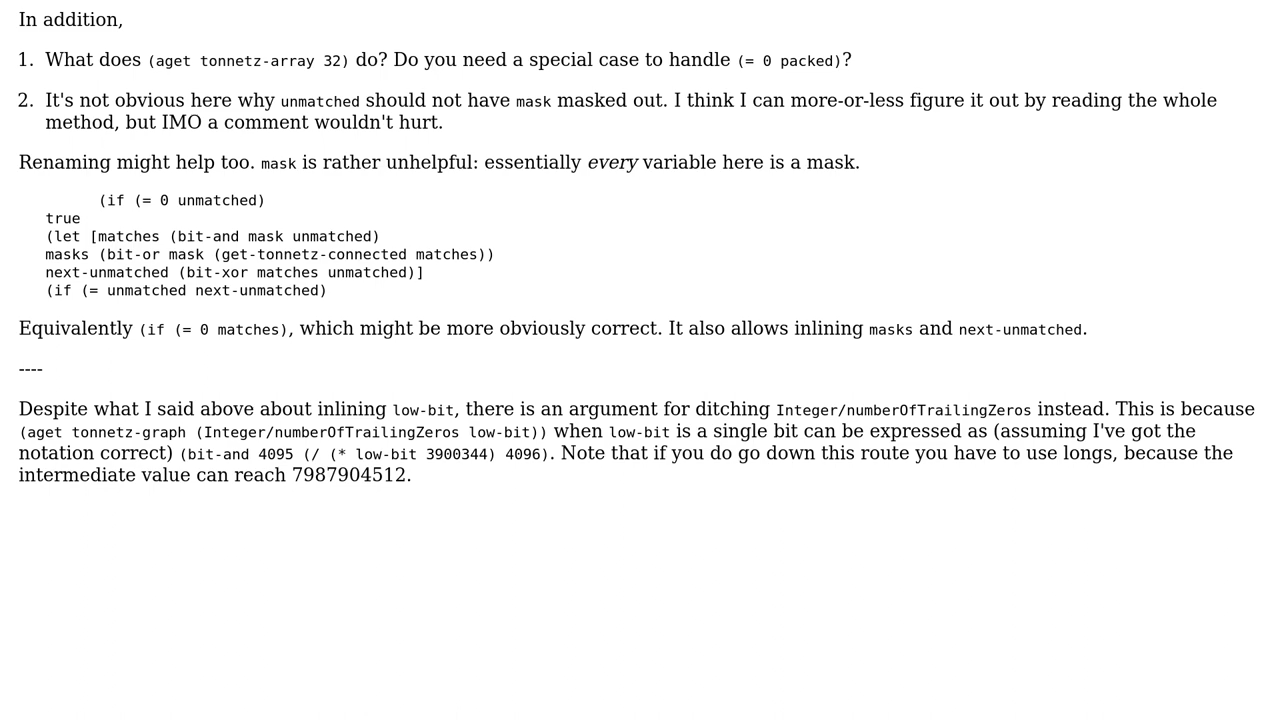 In addition,
1. What does (aget tonnetz-array 32) do? Do you need a special case to handle (= 0 packed)?
2. It's not obvious here why unmatched should not have mask masked out. I think I can more-or-less figure it out by reading the whole
method, but IMO a comment wouldn't hurt.
Renaming might help too. mask is rather unhelpful: essentially every variable here is a mask.
(if (= 0 unmatched)
true
(let [matches (bit-and mask unmatched)
masks (bit-or mask (get-tonnetz-connected matches))
next-unmatched (bit-xor matches unmatched)]
(if (= unmatched next-unmatched)
Equivalently (if (= 0 matches), which might be more obviously correct. It also allows inlining masks and next-unmatched.
----
Despite what I said above about inlining low-bit, there is an argument for ditching Integer/numberOfTrailingZeros instead. This is because
(aget tonnetz-graph (Integer/numberOfTrailingZeros low-bit)) when low-bit is a single bit can be expressed as (assuming I've got the
notation correct) (bit-and 4095 (/ (* low-bit 3900344) 4096). Note that if you do go down this route you have to use longs, because the
intermediate value can reach 7987904512.